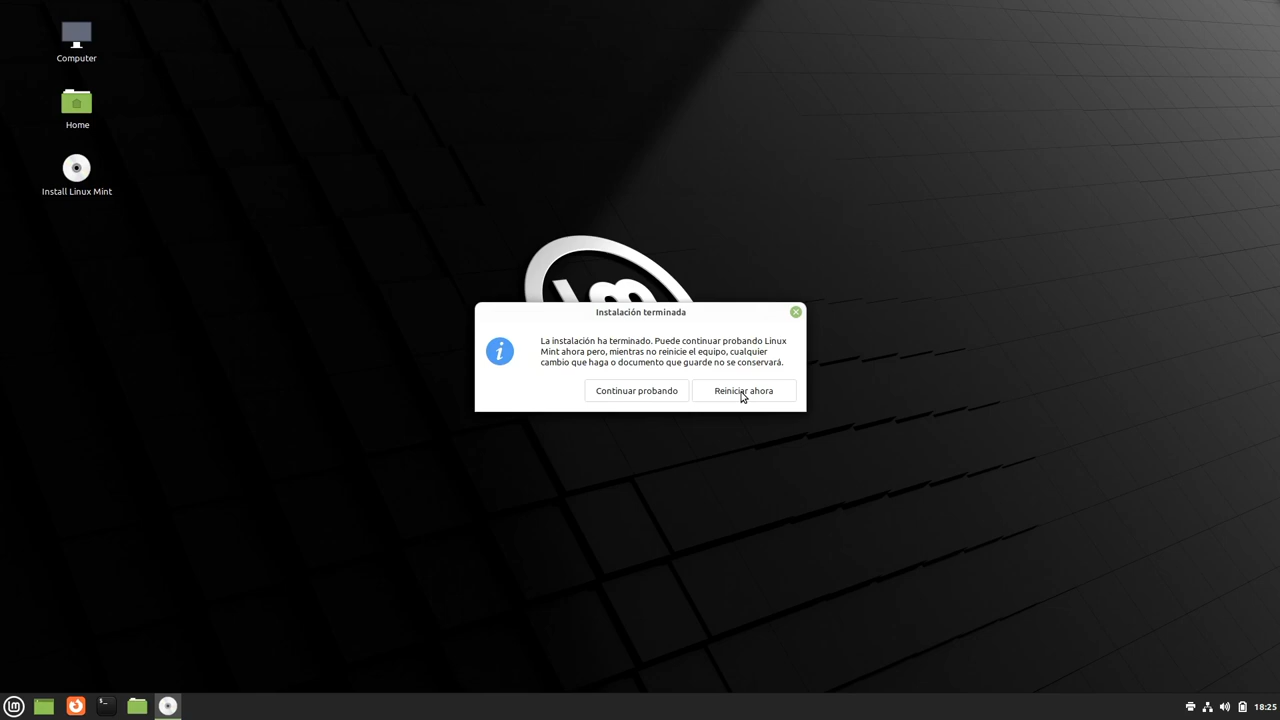 Computer
Home
Install Linux Mint
Instalación terminada
La instalación ha terminado. Puede continuar probando Linux
Mint ahora pero, mientras no reinicie el equipo, cualquier
cambio que haga o documento que guarde no se conservará.
Continuar probando
Reiniciar ahora
18:25